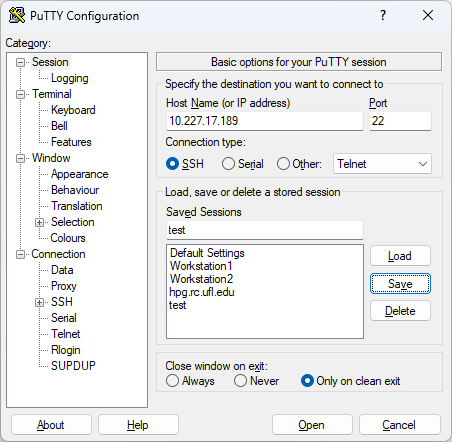 PuTTY Configuration
? ×
Category:
Session
Logging
Terminal
Keyboard
Bell
Features
Window
Appearance
Behaviour
Translation
Selection
Colours
Connection
Data
Proxy
SSH
Serial
Telnet
Rlogin
SUPDUP
Basic options for your PuTTY session
Specify the destination you want to connect to
Host Name (or IP address) Port
10.227.17.189 22
Connection type:
SSH Serial Other: Telnet
Load, save or delete a stored session
Saved Sessions
test
Default Settings
Workstation1
Workstation2
hpg.rc.ufl.edu
test
Load
Save
Delete
Close window on exit:
Always Never Only on clean exit
About Help Open Cancel